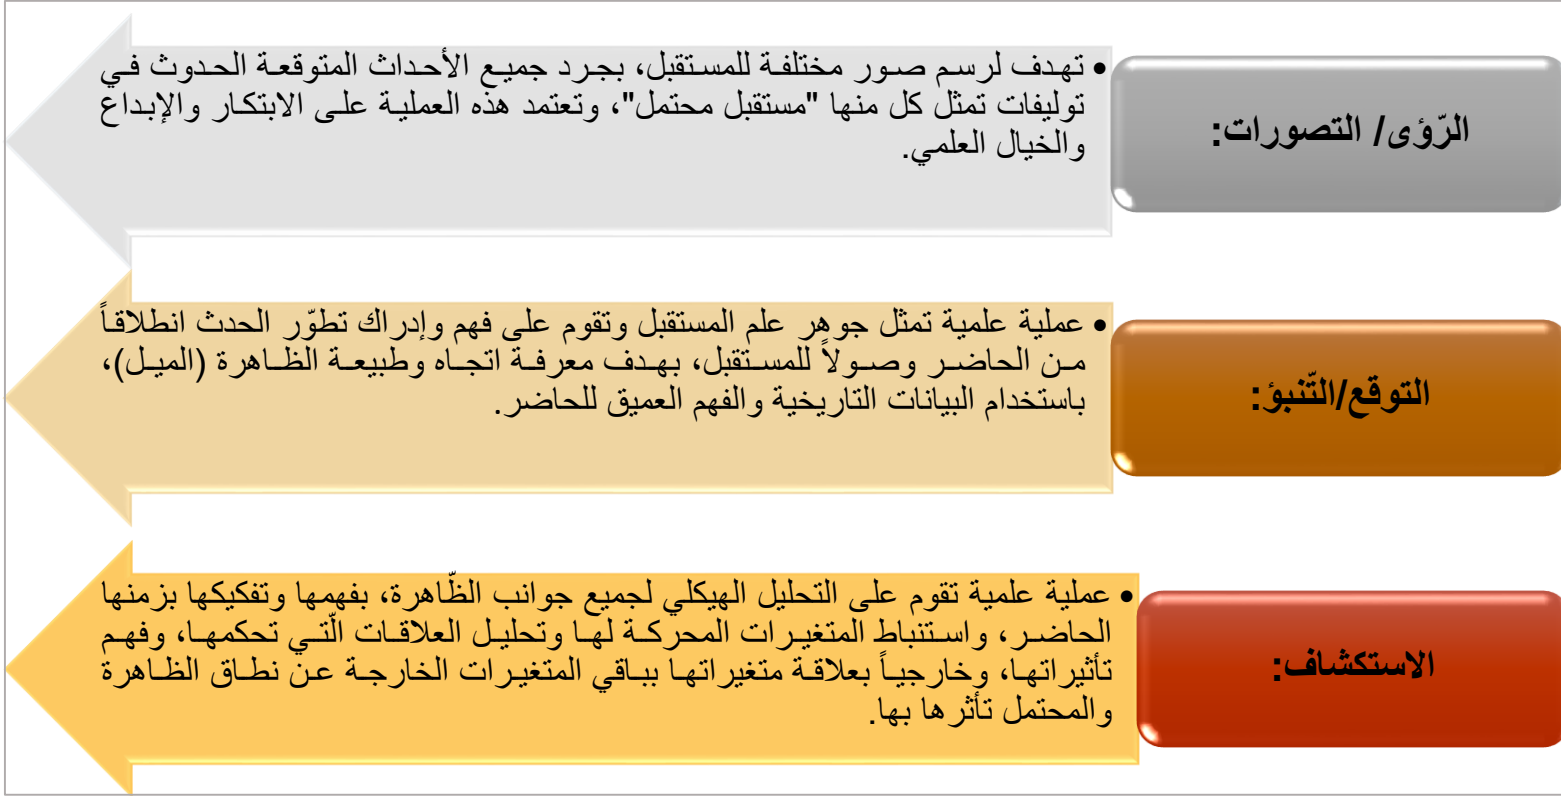 الرّؤى/ التصورات:
• تهدف لرسم صور مختلفة للمستقبل، بجرد جميع الأحداث المتوقعة الحدوث في
توليفات تمثل كل منها "مستقبل محتمل"، وتعتمد هذه العملية على الابتكار والإبداع
والخيال العلمي.
التوقع/التّنبؤ:
• عملية علمية تمثل جوهر علم المستقبل وتقوم على فهم وإدراك تطوّر الحدث انطلاقاً
من الحاضر وصولاً للمستقبل، بهدف معرفة اتجاه وطبيعة الظاهرة (الميل)،
باستخدام البيانات التاريخية والفهم العميق للحاضر.
الاستكشاف:
• عملية علمية تقوم على التحليل الهيكلي لجميع جوانب الظّاهرة، بفهمها وتفكيكها بزمنها
الحاضر، واستنباط المتغيرات المحركة لها وتحليل العلاقات الّتي تحكمها، وفهم
تأثيراتها، وخارجياً بعلاقة متغيراتها بباقي المتغيرات الخارجة عن نطاق الظاهرة
والمحتمل تأثرها بها.